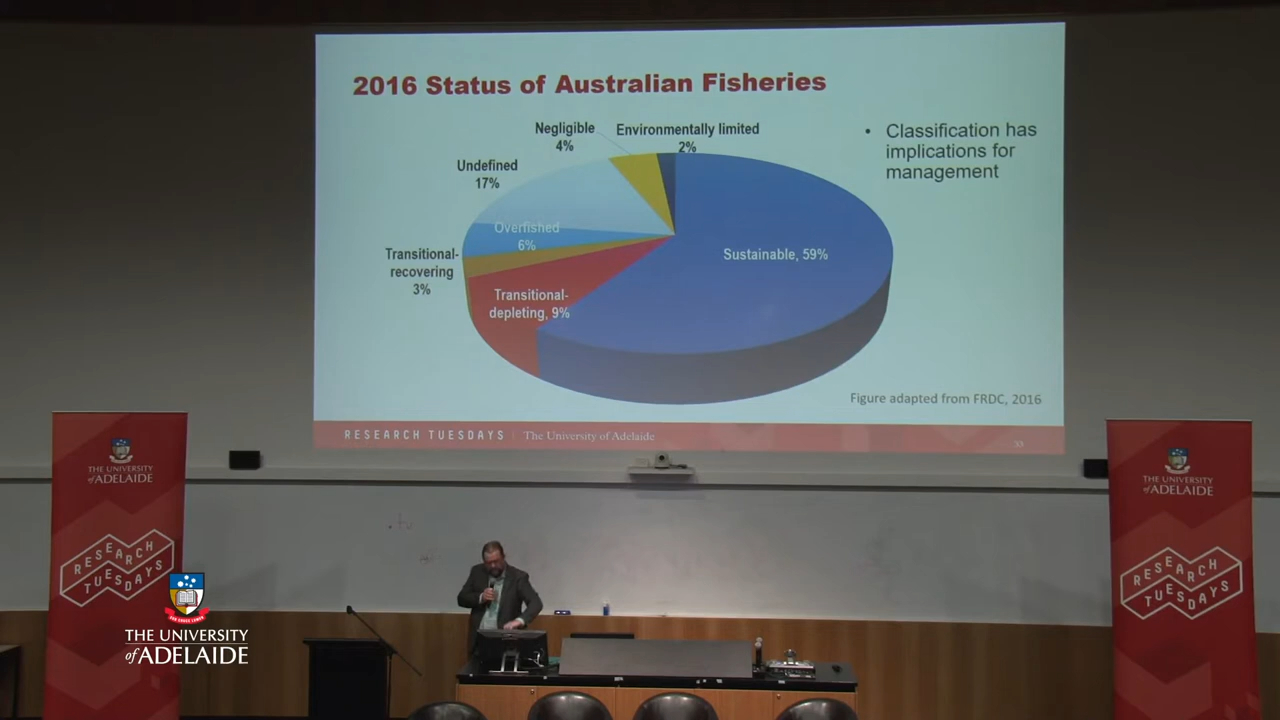 2016 Status of Australian Fisheries
Negligible
4%
Environmentally limited
2%
Undefined
17%
Overfished
6%
Transitional-
recovering
3%
Transitional-
depleting, 9%
Sustainable, 59%
• Classification has
implications for
management
Figure adapted from FRDC, 2016
RESEARCH TUESDAYS | The University of Adelaide
33
THE UNIVERSITY
of ADELAIDE
RESEARCH
TUESDAYS
THE UNIVERSITY
of ADELAIDE
THE UNIVERSITY
of ADELAIDE
RESEARCH
TUESDAYS